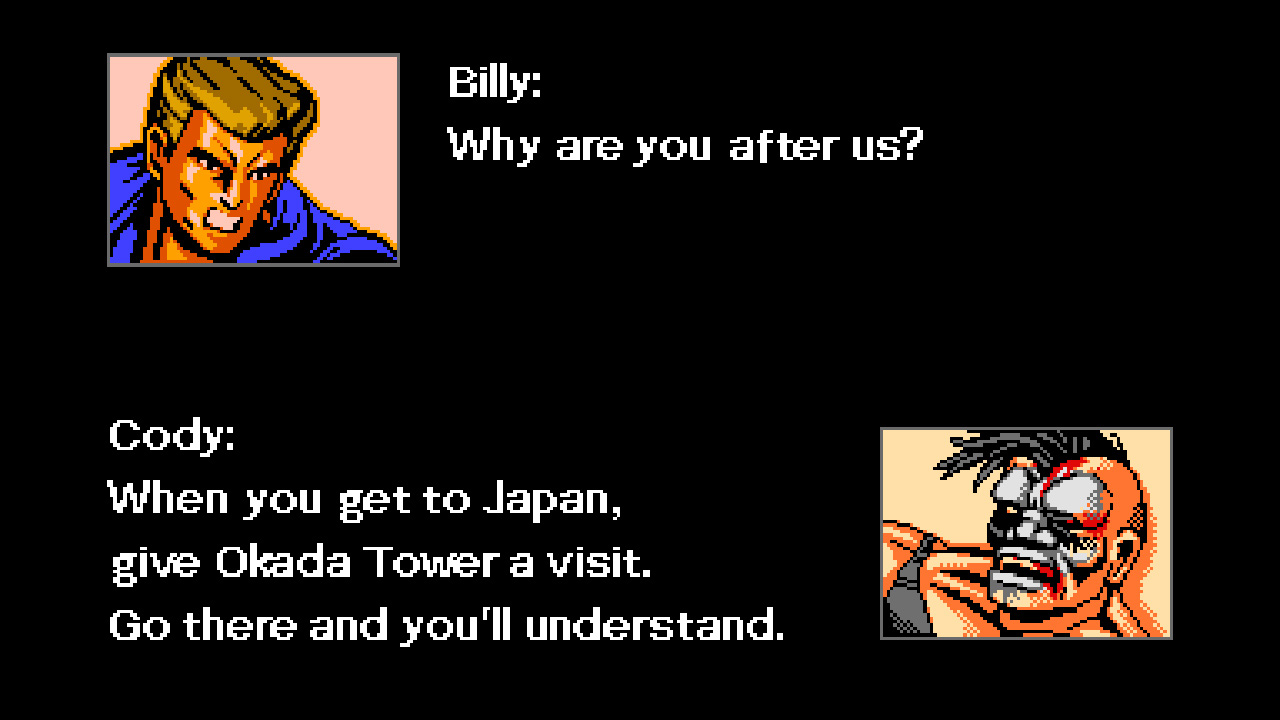 Billy:
Why are you after us?
Cody:
When you get to Japan,
give Okada Tower a visit.
Go there and you'll understand.